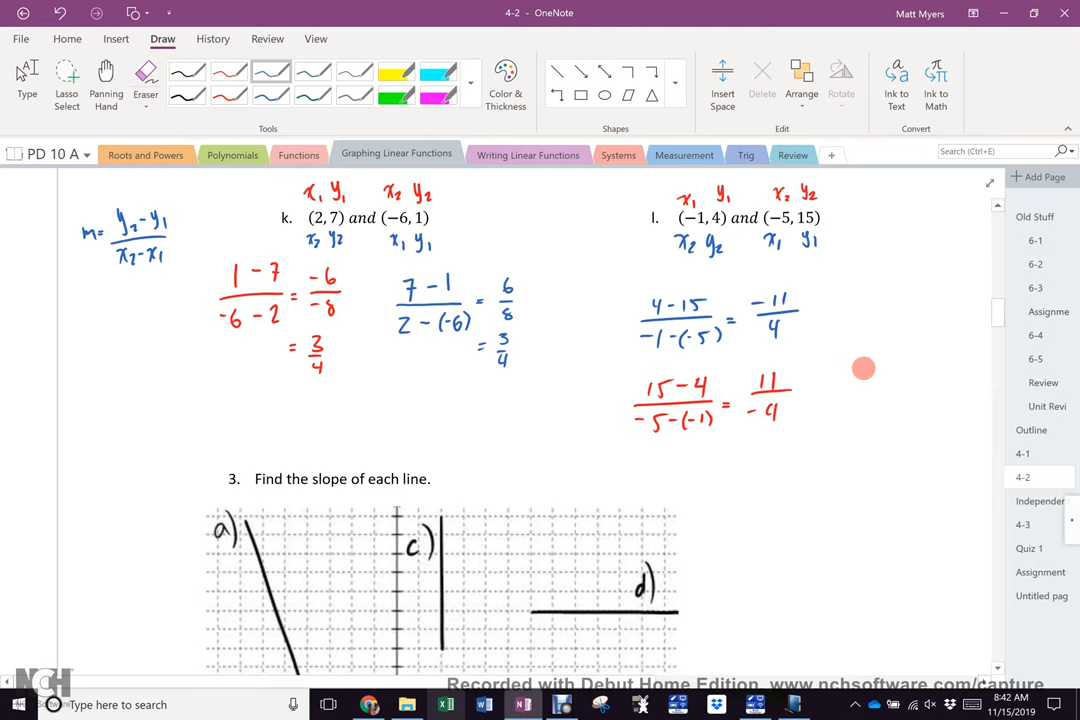 4-2 - OneNote
Matt Myers
File Home Insert Draw History Review View
Type
Lasso Select
Panning Hand
Eraser
Color & Thickness
Insert Space
Delete
Arrange
Rotate
Ink to Text
Ink to Math
Tools
Shapes
Edit
Convert
PD 10 A
Roots and Powers
Polynomials
Functions
Graphing Linear Functions
Writing Linear Functions
Systems
Measurement
Trig
Review
Search (Ctrl+E)
Add Page
Old Stuff
6-1
6-2
6-3
Assignme
6-4
6-5
Review
Unit Revi
Outline
4-1
4-2
Independen
4-3
Quiz 1
Assignment
Untitled pag
m= y₂-y₁ / x₂-x₁
x₁ y₁ x₂ y₂
k. (2, 7) and (−6, 1)
x₂ y₂ x₁ y₁
1 - 7 / -6 - 2 = -6 / -8
= 3/4
7 - 1 / 2 - (-6) = 6/8
= 3/4
x₁ y₁ x₂ y₂
l. (−1, 4) and (−5, 15)
x₂ y₂ x₁ y₁
4 - 15 / -1-(-5) = -11 / 4
15 - 4 / -5-(-1) = 11 / -4
3. Find the slope of each line.
a)
c)
d)
NCH
Recorded with Debut Home Edition, www.nchsoftware.com/capture
Type here to search
8:42 AM
11/15/2019